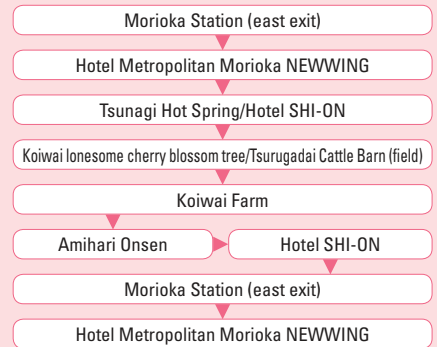 Morioka Station (east exit)
Hotel Metropolitan Morioka NEWWING
Tsunagi Hot Spring/Hotel SHI-ON
Koiwai lonesome cherry blossom tree/Tsurugadai Cattle Barn (field)
Koiwai Farm
Amihari Onsen
Hotel SHI-ON
Morioka Station (east exit)
Hotel Metropolitan Morioka NEWWING